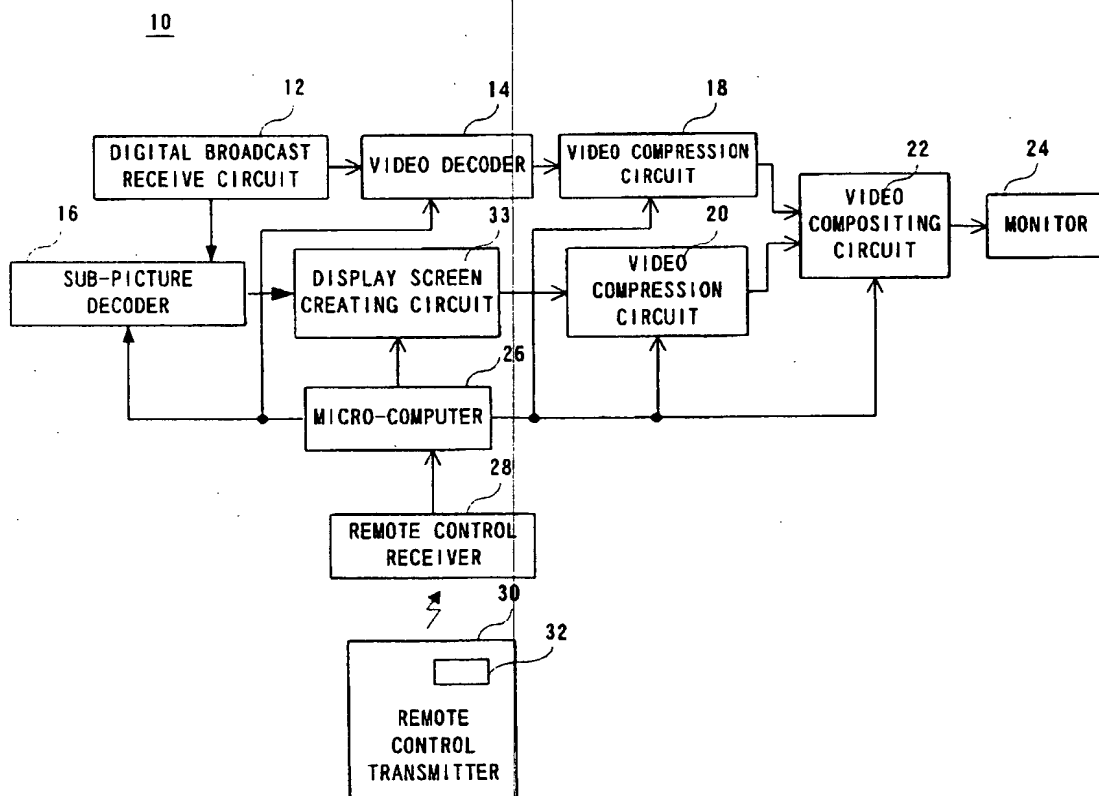 10
12
14
18
DIGITAL BROADCAST
RECEIVE CIRCUIT
VIDEO DECODER
VIDEO COMPRESSION
CIRCUIT
22
24
VIDEO
COMPOSITING
CIRCUIT
MONITOR
16
33
20
SUB-PICTURE
DECODER
DISPLAY SCREEN
CREATING CIRCUIT
VIDEO
COMPRESSION
CIRCUIT
26
MICRO-COMPUTER
28
REMOTE CONTROL
RECEIVER
30
32
REMOTE
CONTROL
TRANSMITTER